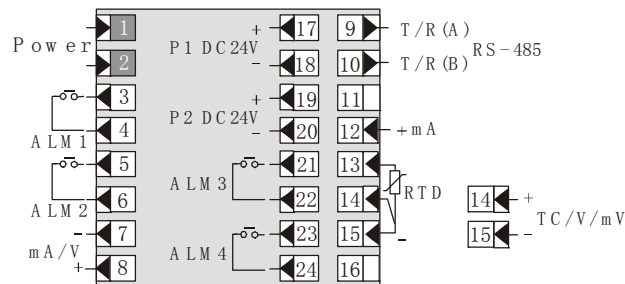 1 + 17 9 T/R(A)
Power P1 DC24V RS-485
2 - 18 10 T/R(B)
3 + 19 11
P2 DC24V
4 - 20 12 +mA
ALM1
5 21 13
ALM3 RTD
6 22 14 14 +
ALM2 TC/V/mV
- 7 23 15 - 15 -
mA/V ALM4
+ 8 24 16